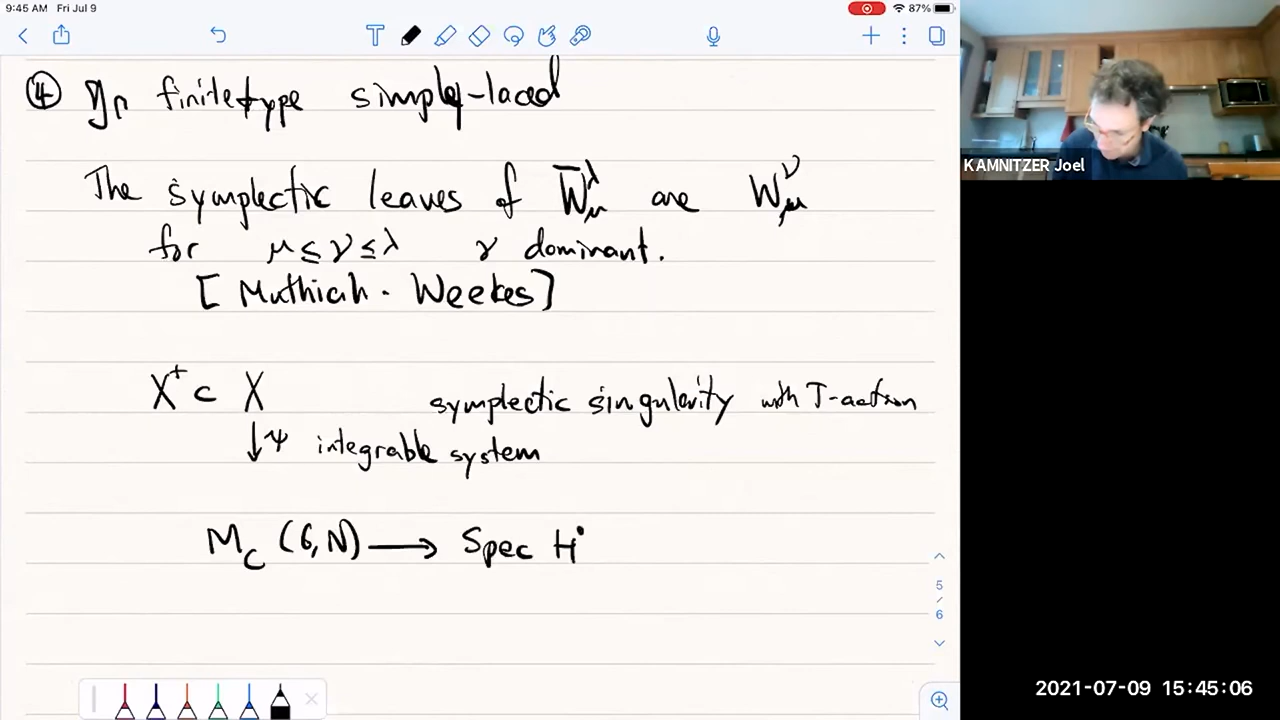 9:45 AM Fri Jul 9
87%
④ 𝔤_Γ finite type simply-laced
The symplectic leaves of W̄^λ_μ are W^ν_μ
for μ ≤ ν ≤ λ ν dominant.
[Muthiah - Weekes]
X⁺ ⊂ X symplectic singularity with T-action
↓ψ integrable system
M_C (G,N) ⟶ Spec H^•
5
6
KAMNITZER Joel
2021-07-09 15:45:06